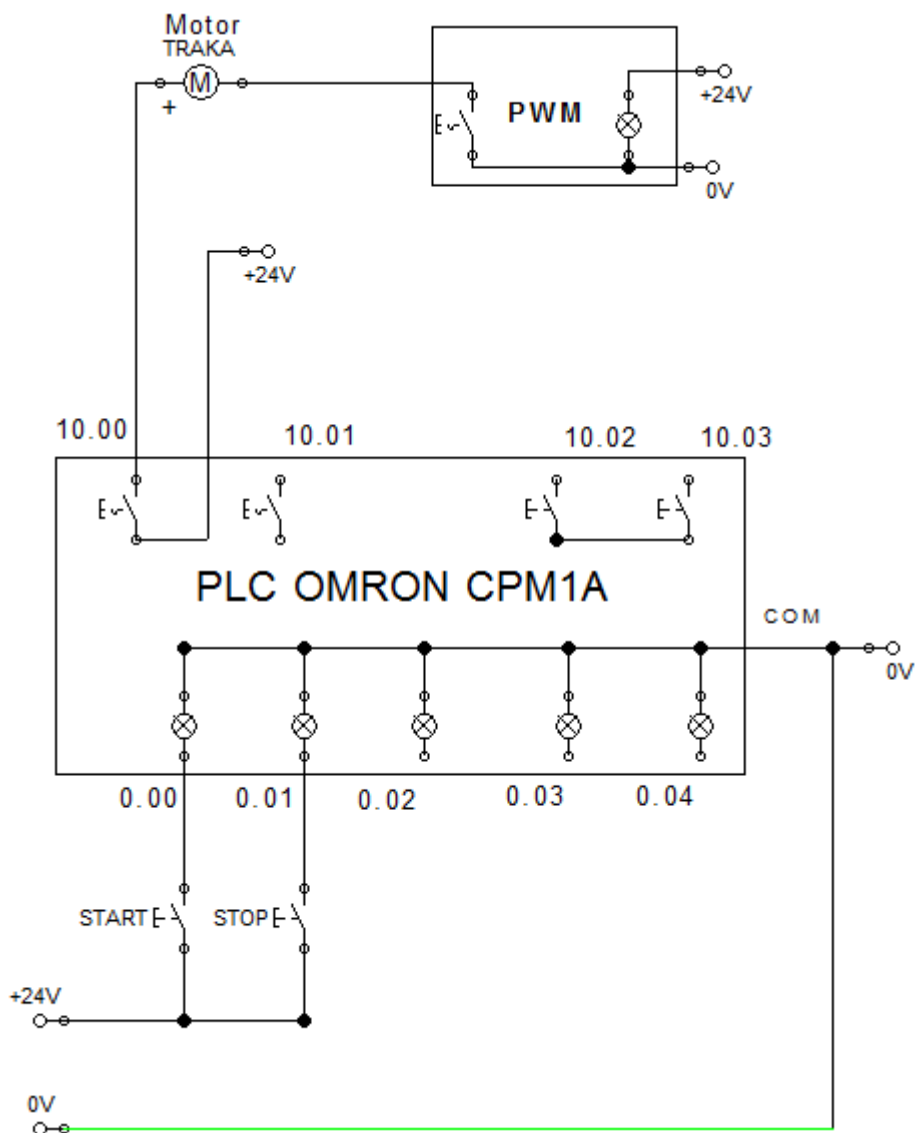 Motor
TRAKA
M
+
PWM
+24V
0V
+24V
10.00
10.01
10.02
10.03
PLC OMRON CPM1A
COM
0V
0.00
0.01
0.02
0.03
0.04
START
STOP
+24V
0V